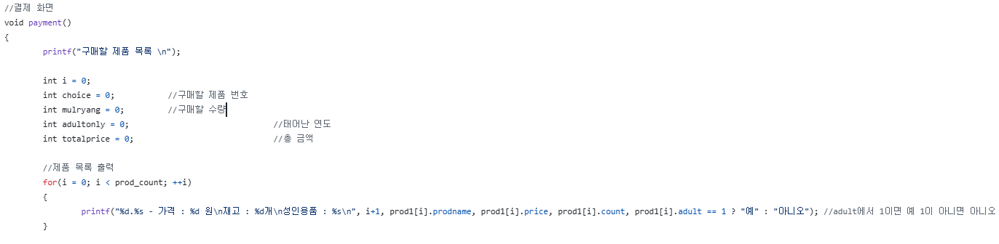 //결제 화면
void payment()
{
printf("구매할 제품 목록 \n");
int i = 0;
int choice = 0; //구매할 제품 번호
int mulryang = 0; //구매할 수량
int adultonly = 0; //태어난 연도
int totalprice = 0; //총 금액
//제품 목록 출력
for(i = 0; i < prod_count; ++i)
{
printf("%d.%s - 가격 : %d 원\n재고 : %d개\n성인용품 : %s\n", i+1, prod1[i].prodname, prod1[i].price, prod1[i].count, prod1[i].adult == 1 ? "예" : "아니오"); //adult에서 1이면 예 1이 아니면 아니오
}